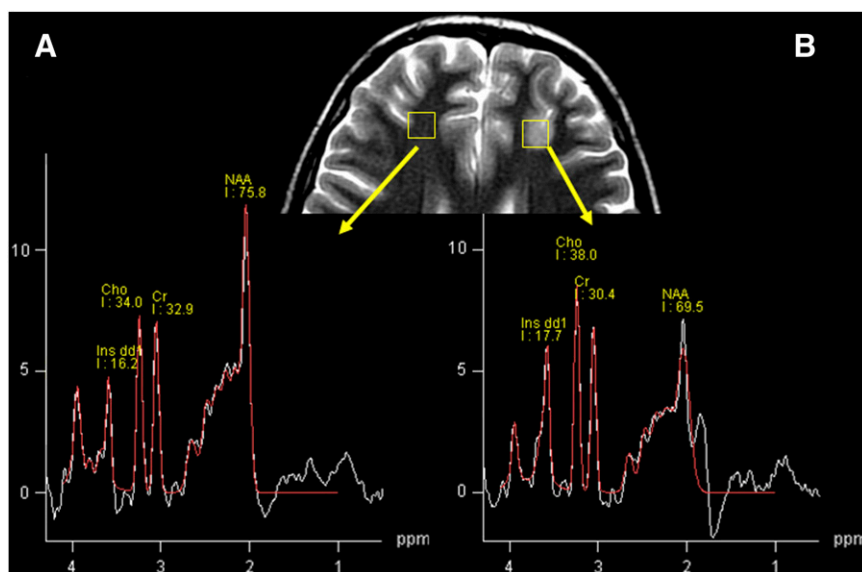 A
B
NAA
I : 75.8
Cho
I : 34.0
Cr
I : 32.9
Ins dd1
I : 16.2
10
5
0
4
3
2
1
ppm
Cho
I : 38.0
Cr
I : 30.4
NAA
I : 69.5
Ins dd1
I : 17.7
10
5
0
4
3
2
1
ppm